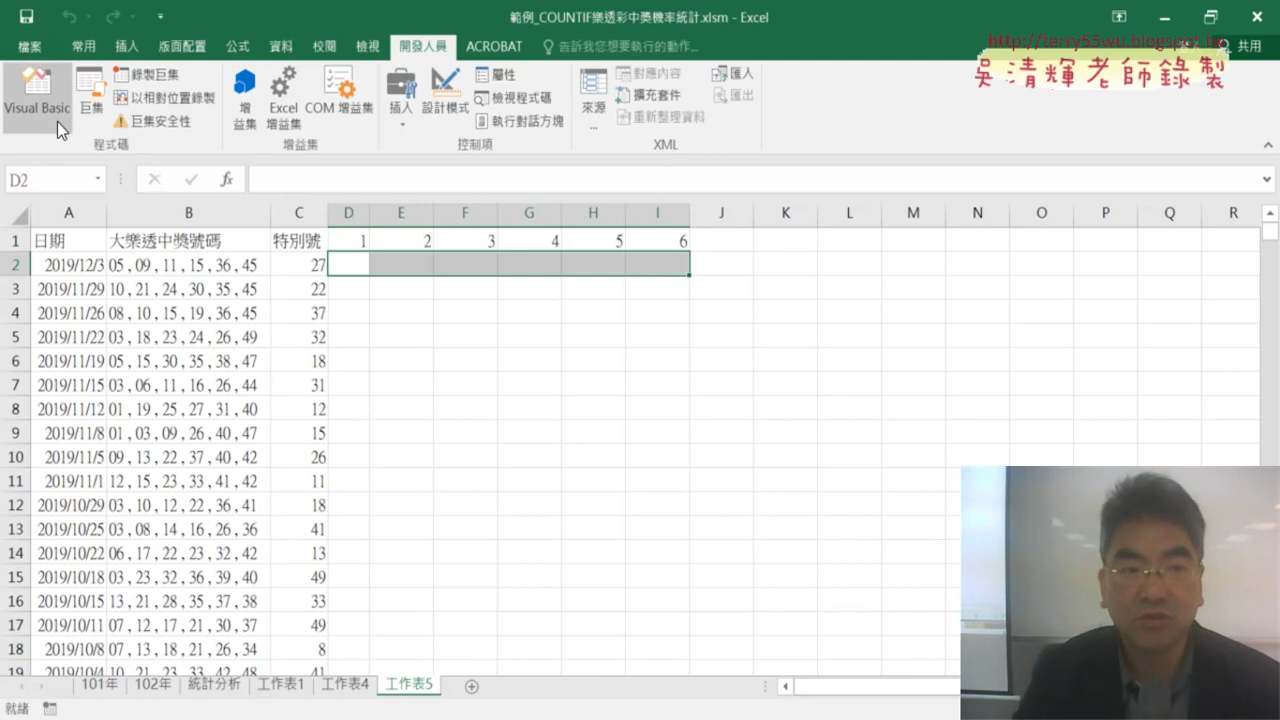 範例_COUNTIF樂透彩中獎機率統計.xlsm - Excel
檔案 常用 插入 版面配置 公式 資料 校閱 檢視 開發人員 ACROBAT 告訴我您想要執行的動作... 共用
http://terry55wu.blogspot.tw
吳清輝老師錄製
Visual Basic 巨集 錄製巨集 以相對位置錄製 巨集安全性 程式碼
增益集 Excel 增益集 COM 增益集 增益集
插入 設計模式 屬性 檢視程式碼 執行對話方塊 控制項
來源... 對應內容 擴充套件 重新整理資料 匯入 匯出 XML
D2 fx
A B C D E F G H I J K L M N O P Q R
1 日期 大樂透中獎號碼 特別號 1 2 3 4 5 6
2 2019/12/3 05 , 09 , 11 , 15 , 36 , 45 27
3 2019/11/29 10 , 21 , 24 , 30 , 35 , 45 22
4 2019/11/26 08 , 10 , 15 , 19 , 36 , 45 37
5 2019/11/22 03 , 18 , 23 , 24 , 26 , 49 32
6 2019/11/19 05 , 15 , 30 , 35 , 38 , 47 18
7 2019/11/15 03 , 06 , 11 , 16 , 26 , 44 31
8 2019/11/12 01 , 19 , 25 , 27 , 31 , 40 12
9 2019/11/8 01 , 03 , 09 , 26 , 40 , 47 15
10 2019/11/5 09 , 13 , 22 , 37 , 40 , 42 26
11 2019/11/1 12 , 15 , 23 , 33 , 41 , 42 11
12 2019/10/29 03 , 10 , 12 , 22 , 36 , 41 18
13 2019/10/25 03 , 08 , 14 , 16 , 26 , 36 41
14 2019/10/22 06 , 17 , 22 , 23 , 32 , 42 13
15 2019/10/18 03 , 23 , 32 , 36 , 39 , 40 49
16 2019/10/15 13 , 21 , 28 , 35 , 37 , 38 33
17 2019/10/11 07 , 12 , 17 , 21 , 30 , 37 49
18 2019/10/8 07 , 13 , 18 , 21 , 26 , 34 8
19 2019/10/4 10 , 21 , 23 , 33 , 42 , 48 41
101年 102年 統計分析 工作表1 工作表4 工作表5
就緒